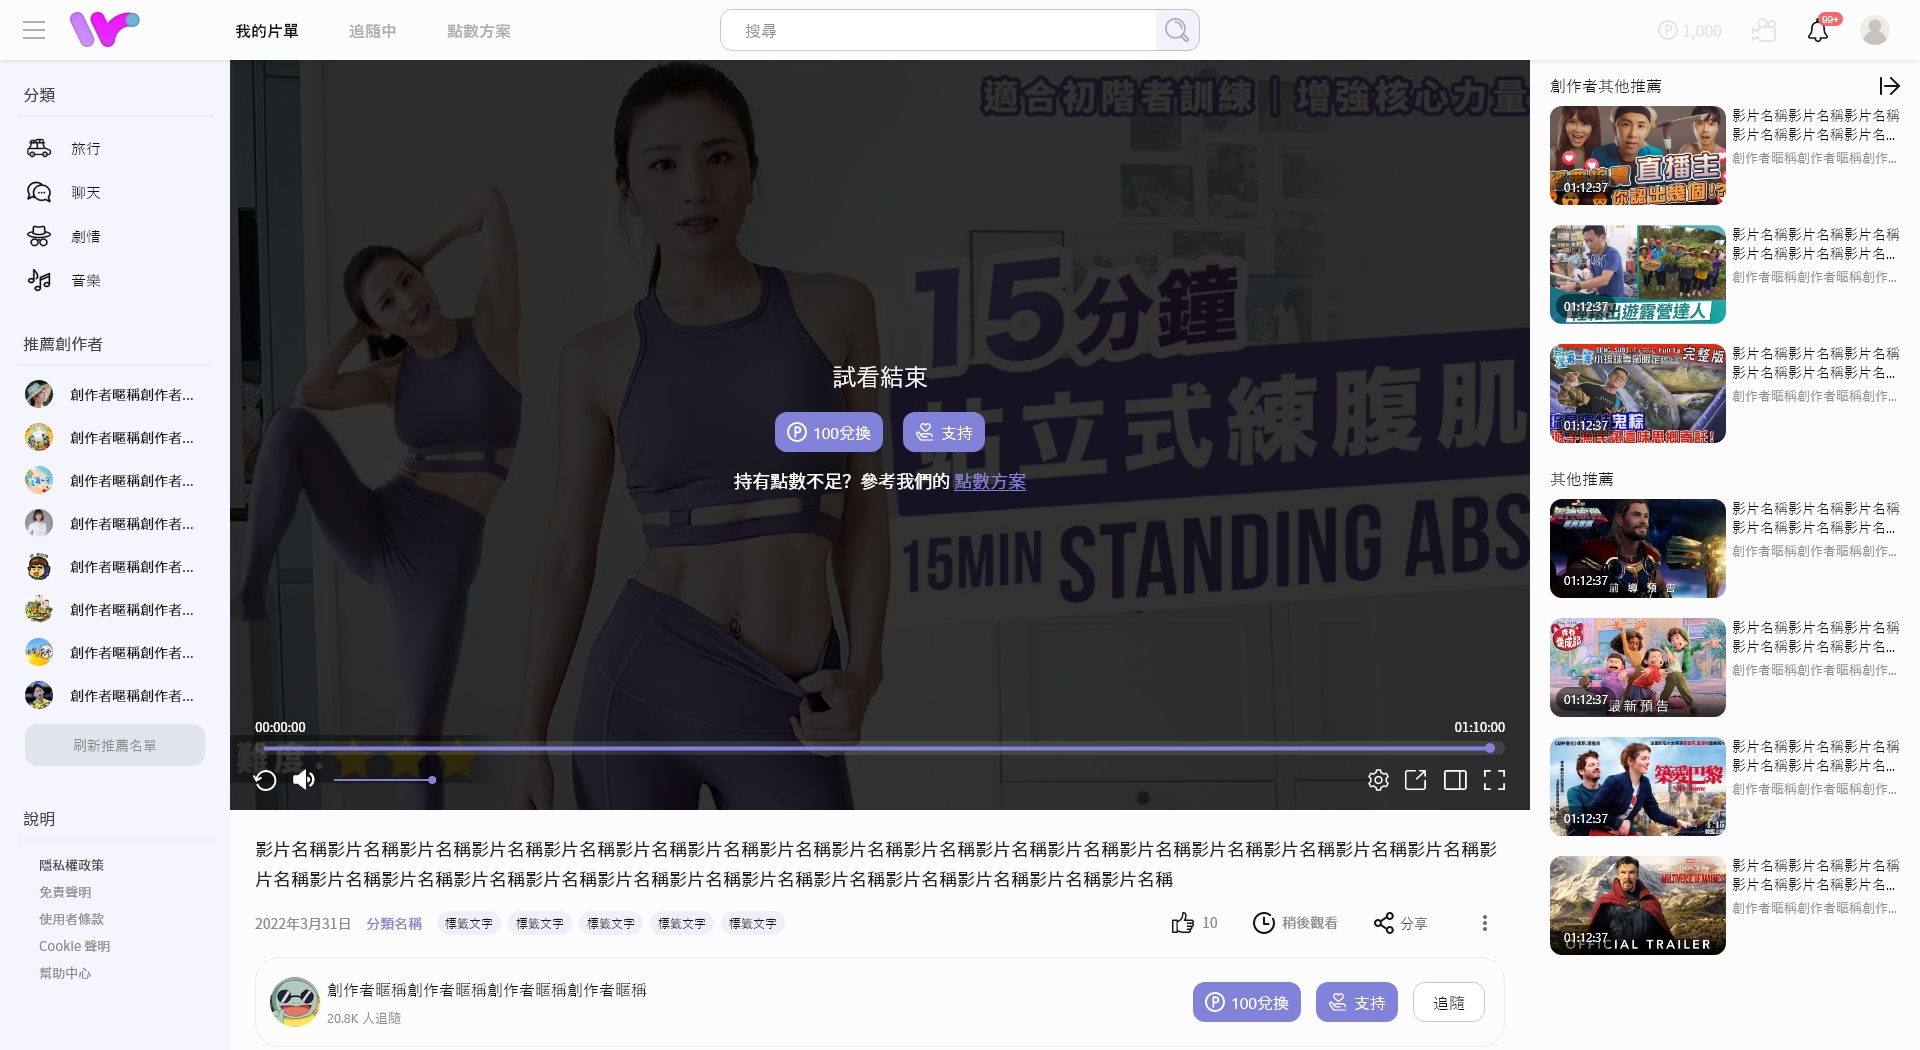 我的片單
追隨中
點數方案
搜尋
1,000
99+
分類
旅行
聊天
劇情
音樂
推薦創作者
創作者暱稱創作者...
創作者暱稱創作者...
創作者暱稱創作者...
創作者暱稱創作者...
創作者暱稱創作者...
創作者暱稱創作者...
創作者暱稱創作者...
創作者暱稱創作者...
刷新推薦名單
說明
隱私權政策
免責聲明
使用者條款
Cookie 聲明
幫助中心
適合初階者訓練｜增強核心力量
15分鐘
站立式練腹肌
15MIN STANDING ABS
試看結束
100兌換
支持
持有點數不足？參考我們的 點數方案
00:00:00
01:10:00
難度：
影片名稱影片名稱影片名稱影片名稱影片名稱影片名稱影片名稱影片名稱影片名稱影片名稱影片名稱影片名稱影片名稱影片名稱影片名稱影片名稱影片名稱影
片名稱影片名稱影片名稱影片名稱影片名稱影片名稱影片名稱影片名稱影片名稱影片名稱影片名稱影片名稱影片名稱
2022年3月31日
分類名稱
標籤文字
標籤文字
標籤文字
標籤文字
標籤文字
10
稍後觀看
分享
創作者暱稱創作者暱稱創作者暱稱創作者暱稱
20.8K 人追隨
100兌換
支持
追隨
創作者其他推薦
直播主
你認出幾個!?
01:12:37
影片名稱影片名稱影片名稱
影片名稱影片名稱影片名...
創作者暱稱創作者暱稱創作...
輕鬆出遊露營達人
01:12:37
影片名稱影片名稱影片名稱
影片名稱影片名稱影片名...
創作者暱稱創作者暱稱創作...
完整版
鬼粽
01:12:37
影片名稱影片名稱影片名稱
影片名稱影片名稱影片名...
創作者暱稱創作者暱稱創作...
其他推薦
前導預告
01:12:37
影片名稱影片名稱影片名稱
影片名稱影片名稱影片名...
創作者暱稱創作者暱稱創作...
最新預告
01:12:37
影片名稱影片名稱影片名稱
影片名稱影片名稱影片名...
創作者暱稱創作者暱稱創作...
築愛巴黎
4-15
01:12:37
影片名稱影片名稱影片名稱
影片名稱影片名稱影片名...
創作者暱稱創作者暱稱創作...
MULTIVERSE OF MADNESS
OFFICIAL TRAILER
01:12:37
影片名稱影片名稱影片名稱
影片名稱影片名稱影片名...
創作者暱稱創作者暱稱創作...